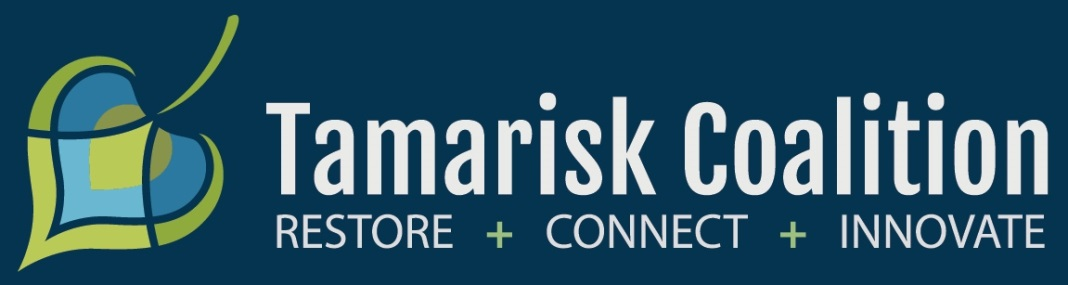 Tamarisk Coalition
RESTORE + CONNECT + INNOVATE